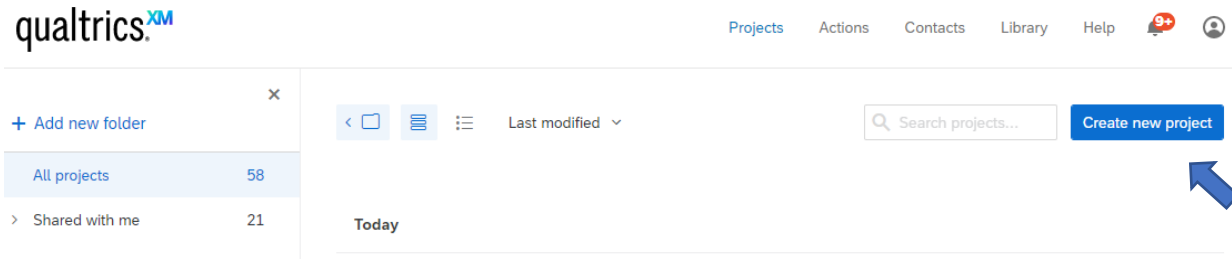 qualtrics.XM
Projects Actions Contacts Library Help 9+
+ Add new folder ×
All projects 58
> Shared with me 21
< Last modified Search projects... Create new project
Today